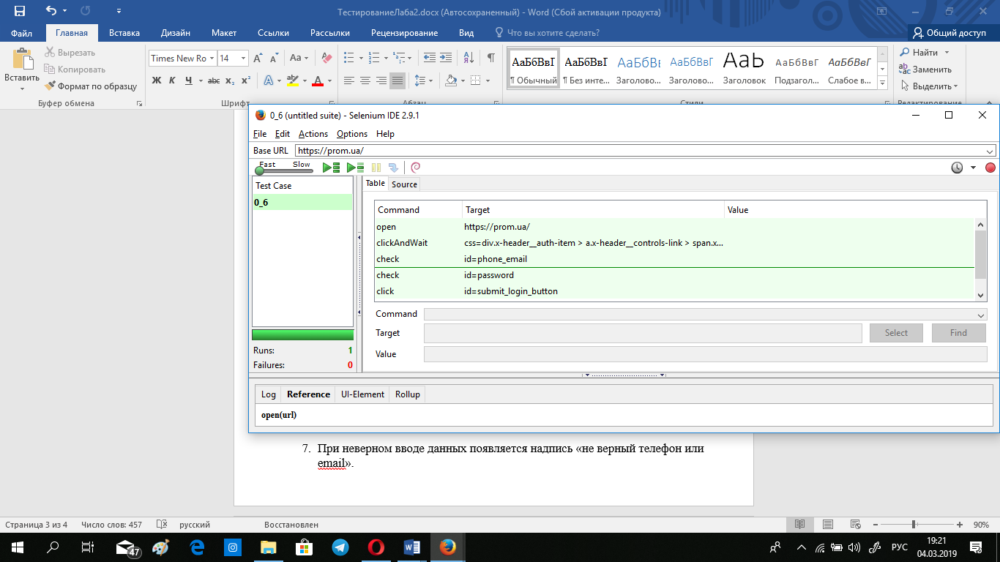 ТестированиеЛаба2.docx (Автосохраненный) - Word (Сбой активации продукта)
Файл Главная Вставка Дизайн Макет Ссылки Рассылки Рецензирование Вид Что вы хотите сделать? Общий доступ
Вставить
Вырезать
Копировать
Формат по образцу
Буфер обмена
Times New Ro 14
Ж К Ч abc x₂ x²
Шрифт
Абзац
АаБбВвГ АаБбВвГ АаБбВв АаБбВвГ АаБ АаБбВвГ АаБбВвГ
¶ Обычный ¶ Без инте... Заголово... Заголово... Заголовок Подзагол... Слабое в...
Стили
Найти
Заменить
Выделить
Редактирование
0_6 (untitled suite) - Selenium IDE 2.9.1
File Edit Actions Options Help
Base URL https://prom.ua/
Fast Slow
Test Case
0_6
Runs: 1
Failures: 0
Table Source
Command Target Value
open https://prom.ua/
clickAndWait css=div.x-header__auth-item > a.x-header__controls-link > span.x...
check id=phone_email
check id=password
click id=submit_login_button
Command
Target Select Find
Value
Log Reference UI-Element Rollup
open(url)
7. При неверном вводе данных появляется надпись «не верный телефон или
email».
Страница 3 из 4 Число слов: 457 русский Восстановлен 90%
47 РУС 19:21
04.03.2019